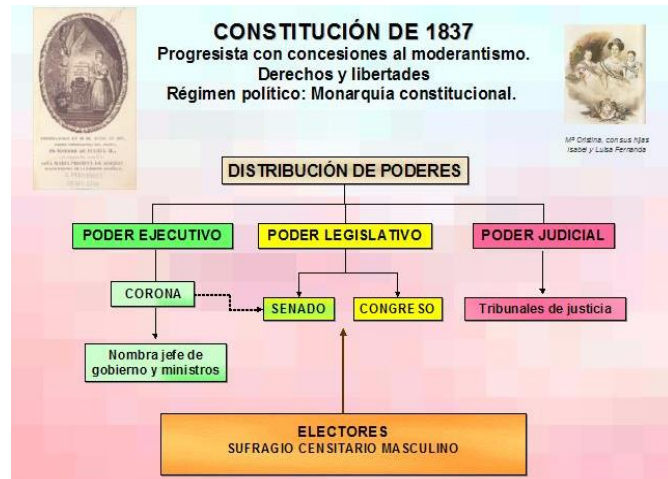 CONSTITUCIÓN DE 1837
Progresista con concesiones al moderantismo.
Derechos y libertades
Régimen político: Monarquía constitucional.
Mª Cristina, con sus hijas
Isabel y Luisa Fernanda
DISTRIBUCIÓN DE PODERES
PODER EJECUTIVO
PODER LEGISLATIVO
PODER JUDICIAL
CORONA
SENADO
CONGRESO
Tribunales de justicia
Nombra jefe de
gobierno y ministros
ELECTORES
SUFRAGIO CENSITARIO MASCULINO